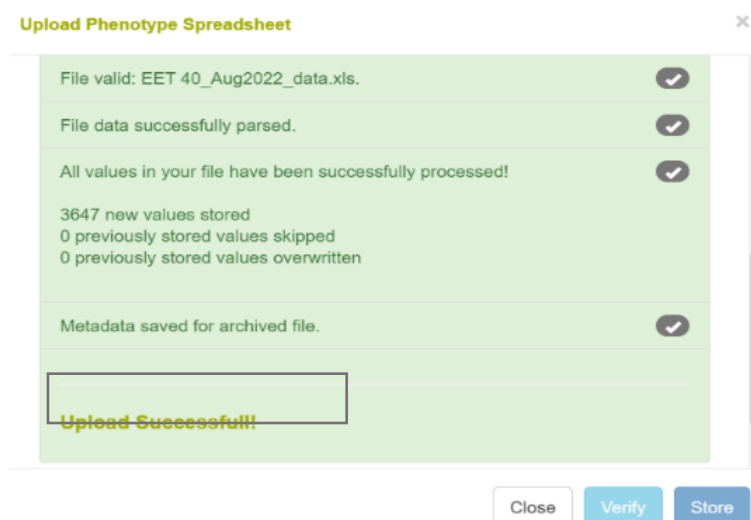 Upload Phenotype Spreadsheet
×
File valid: EET 40_Aug2022_data.xls.
File data successfully parsed.
All values in your file have been successfully processed!
3647 new values stored
0 previously stored values skipped
0 previously stored values overwritten
Metadata saved for archived file.
Upload Successfull!
Close Verify Store